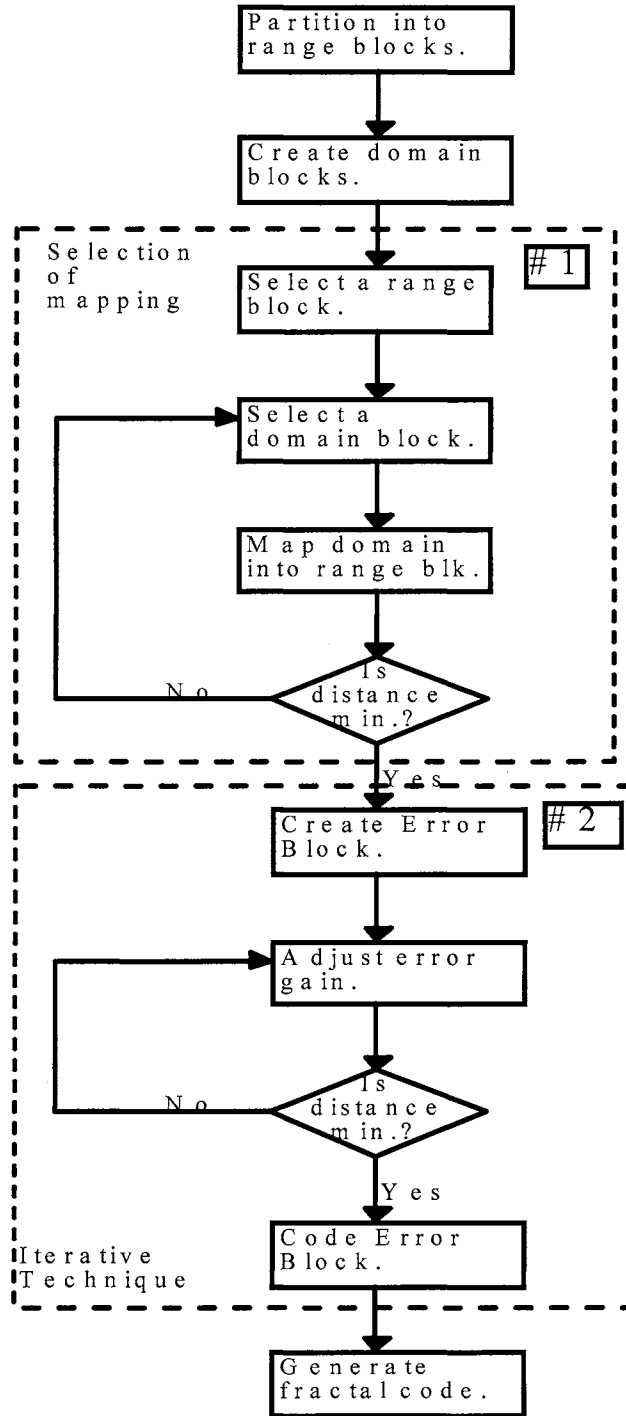 Partition into
range blocks.
Create domain
blocks.
Selection
of
mapping
# 1
Select a range
block.
Select a
domain block.
Map domain
into range blk.
Is
distance
min.?
No
Yes
Create Error
Block.
# 2
Adjust error
gain.
Is
distance
min.?
No
Yes
Code Error
Block.
Iterative
Technique
Generate
fractal code.